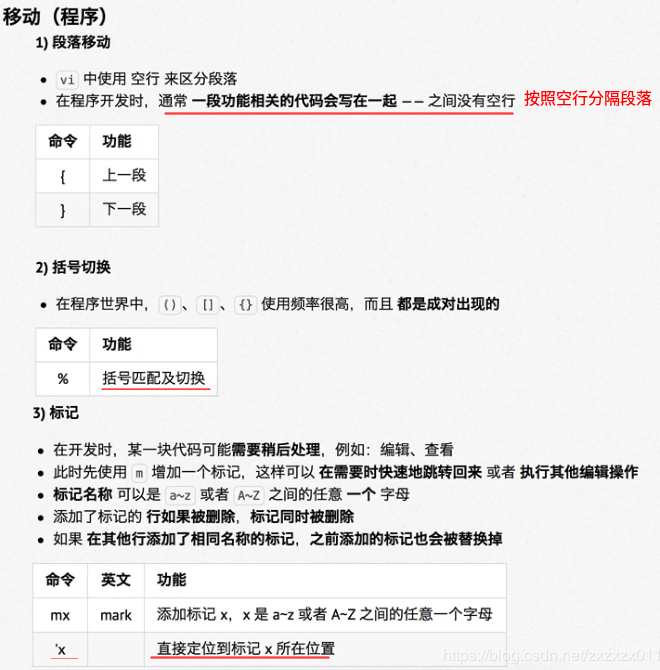 移动（程序）
1) 段落移动
vi 中使用 空行 来区分段落
在程序开发时，通常 一段功能相关的代码会写在一起 —— 之间没有空行 按照空行分隔段落
命令 功能
{ 上一段
} 下一段
2) 括号切换
在程序世界中，()、[]、{} 使用频率很高，而且 都是成对出现的
命令 功能
% 括号匹配及切换
3) 标记
在开发时，某一块代码可能需要稍后处理，例如：编辑、查看
此时先使用 m 增加一个标记，这样可以 在需要时快速地跳转回来 或者 执行其他编辑操作
标记名称 可以是 a~z 或者 A~Z 之间的任意 一个 字母
添加了标记的 行如果被删除，标记同时被删除
如果 在其他行添加了相同名称的标记，之前添加的标记也会被替换掉
命令 英文 功能
mx mark 添加标记 x，x 是 a~z 或者 A~Z 之间的任意一个字母
'x 直接定位到标记 x 所在位置
https://blog.csdn.net/zxzxzx011